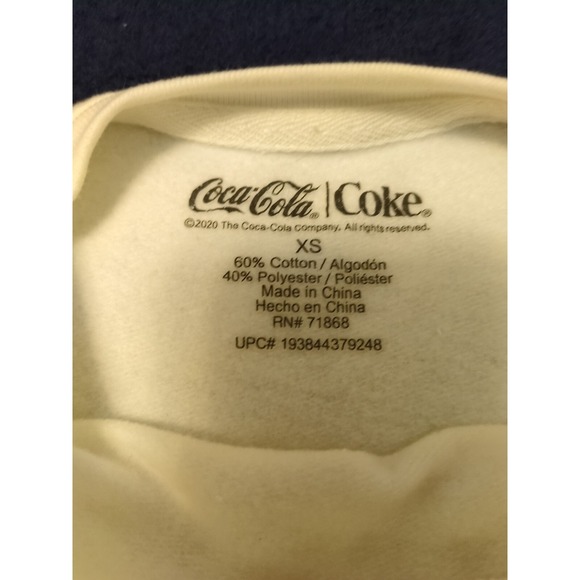 Coca-Cola® | Coke®
©2020 The Coca-Cola Company. All rights reserved.
XS
60% Cotton / Algodón
40% Polyester / Poliéster
Made in China
Hecho en China
RN# 71868
UPC# 193844379248